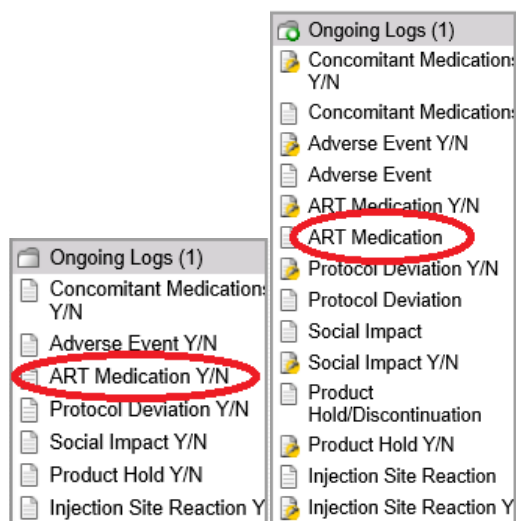 Ongoing Logs (1)
Concomitant Medications
Y/N
Adverse Event Y/N
ART Medication Y/N
Protocol Deviation Y/N
Social Impact Y/N
Product Hold Y/N
Injection Site Reaction Y
Ongoing Logs (1)
Concomitant Medications
Y/N
Concomitant Medications
Adverse Event Y/N
Adverse Event
ART Medication Y/N
ART Medication
Protocol Deviation Y/N
Protocol Deviation
Social Impact
Social Impact Y/N
Product
Hold/Discontinuation
Product Hold Y/N
Injection Site Reaction
Injection Site Reaction Y